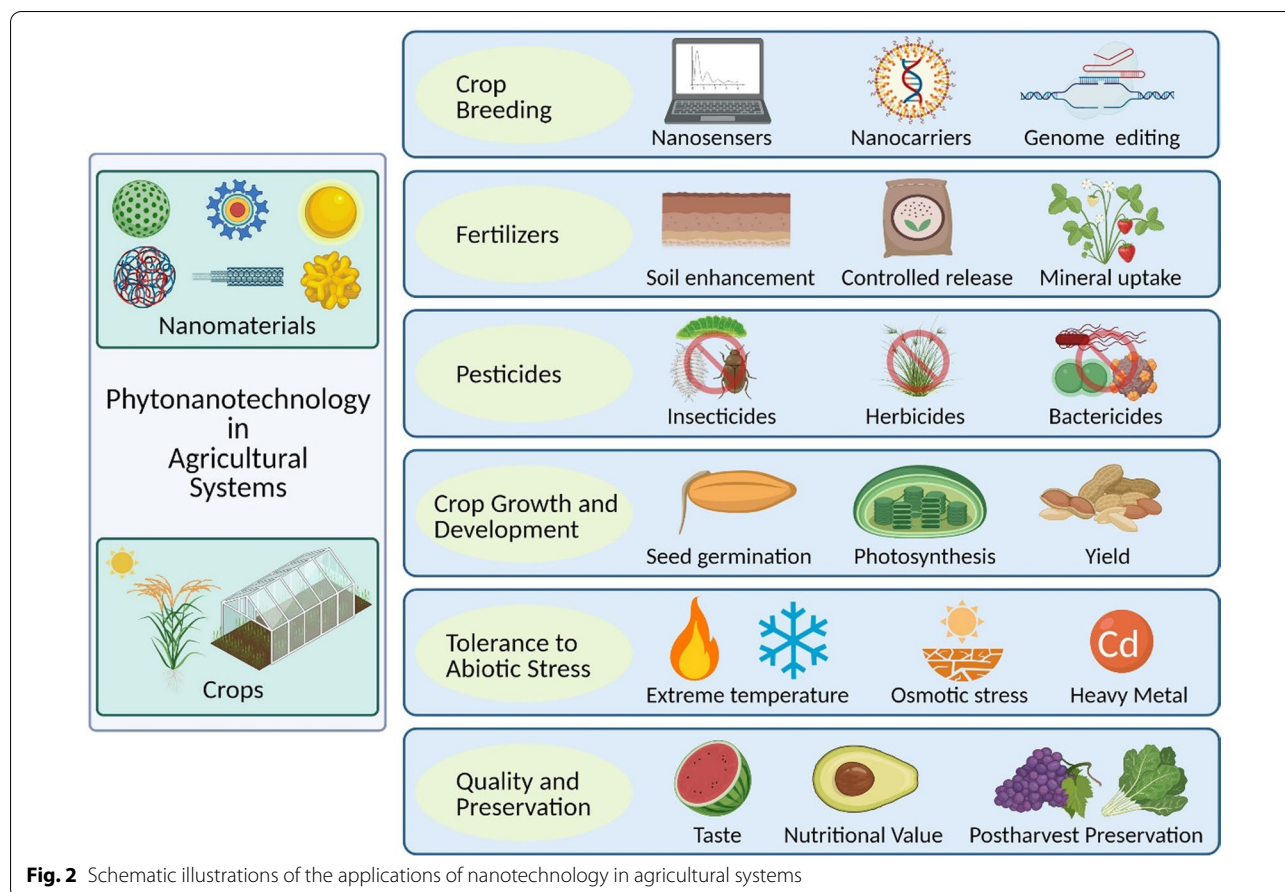 Crop
Breeding
Nanosensers
Nanocarriers
Genome editing
Nanomaterials
Phytonanotechnology
in
Agricultural
Systems
Crops
Fertilizers
Soil enhancement
Controlled release
Mineral uptake
Pesticides
Insecticides
Herbicides
Bactericides
Crop Growth and
Development
Seed germination
Photosynthesis
Yield
Tolerance to
Abiotic Stress
Extreme temperature
Osmotic stress
Cd
Heavy Metal
Quality and
Preservation
Taste
Nutritional Value
Postharvest Preservation
Fig. 2 Schematic illustrations of the applications of nanotechnology in agricultural systems